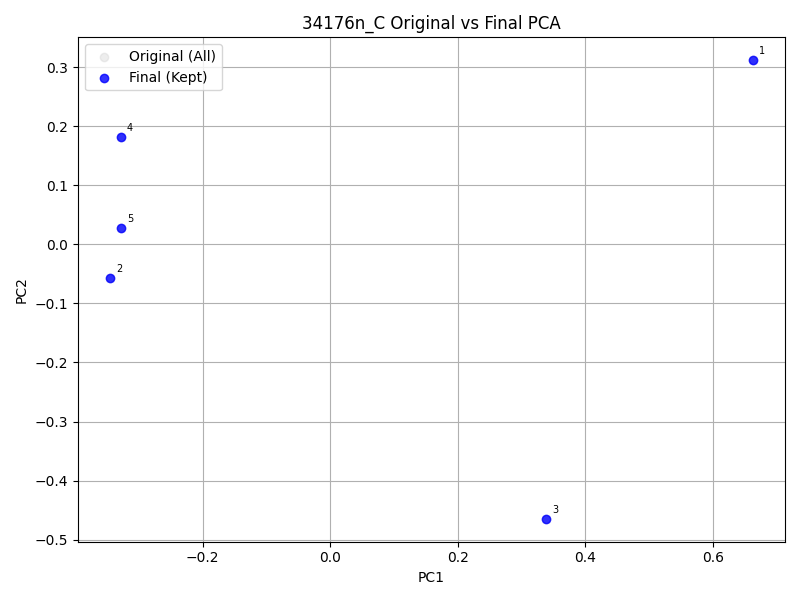 34176n_C Original vs Final PCA
Original (All)
Final (Kept)
1
4
5
2
3
0.3
0.2
0.1
0.0
−0.1
−0.2
−0.3
−0.4
−0.5
PC2
−0.2 0.0 0.2 0.4 0.6
PC1